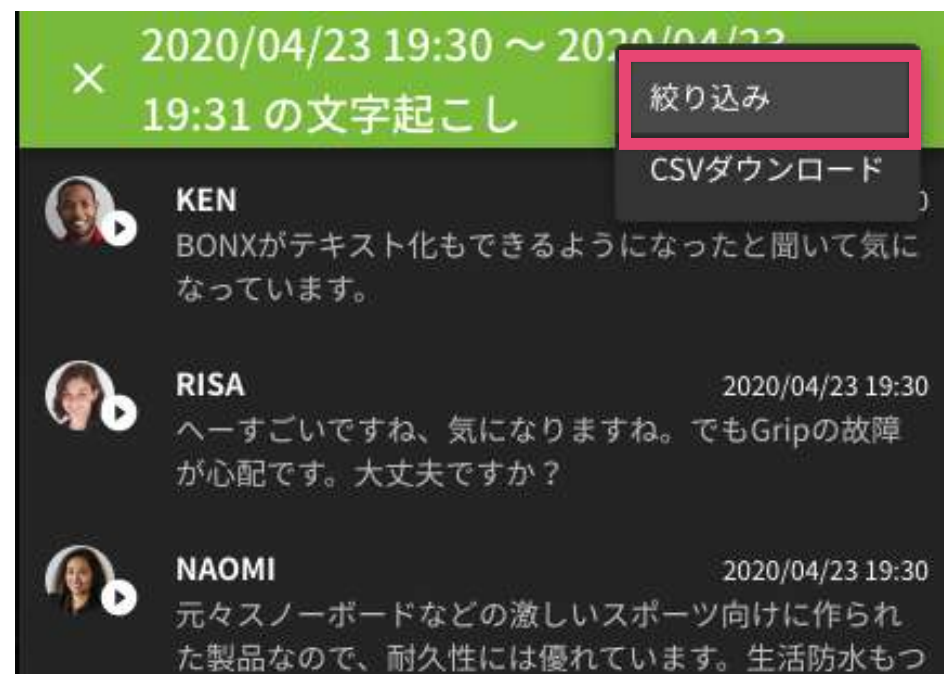 2020/04/23 19:30 ～ 2020/04/23
19:31 の文字起こし
絞り込み
CSVダウンロード
KEN
BONXがテキスト化もできるようになったと聞いて気に
なっています。
RISA
2020/04/23 19:30
へーすごいですね、気になりますね。でもGripの故障
が心配です。大丈夫ですか？
NAOMI
2020/04/23 19:30
元々スノーボードなどの激しいスポーツ向けに作られ
た製品なので、耐久性には優れています。生活防水もつ